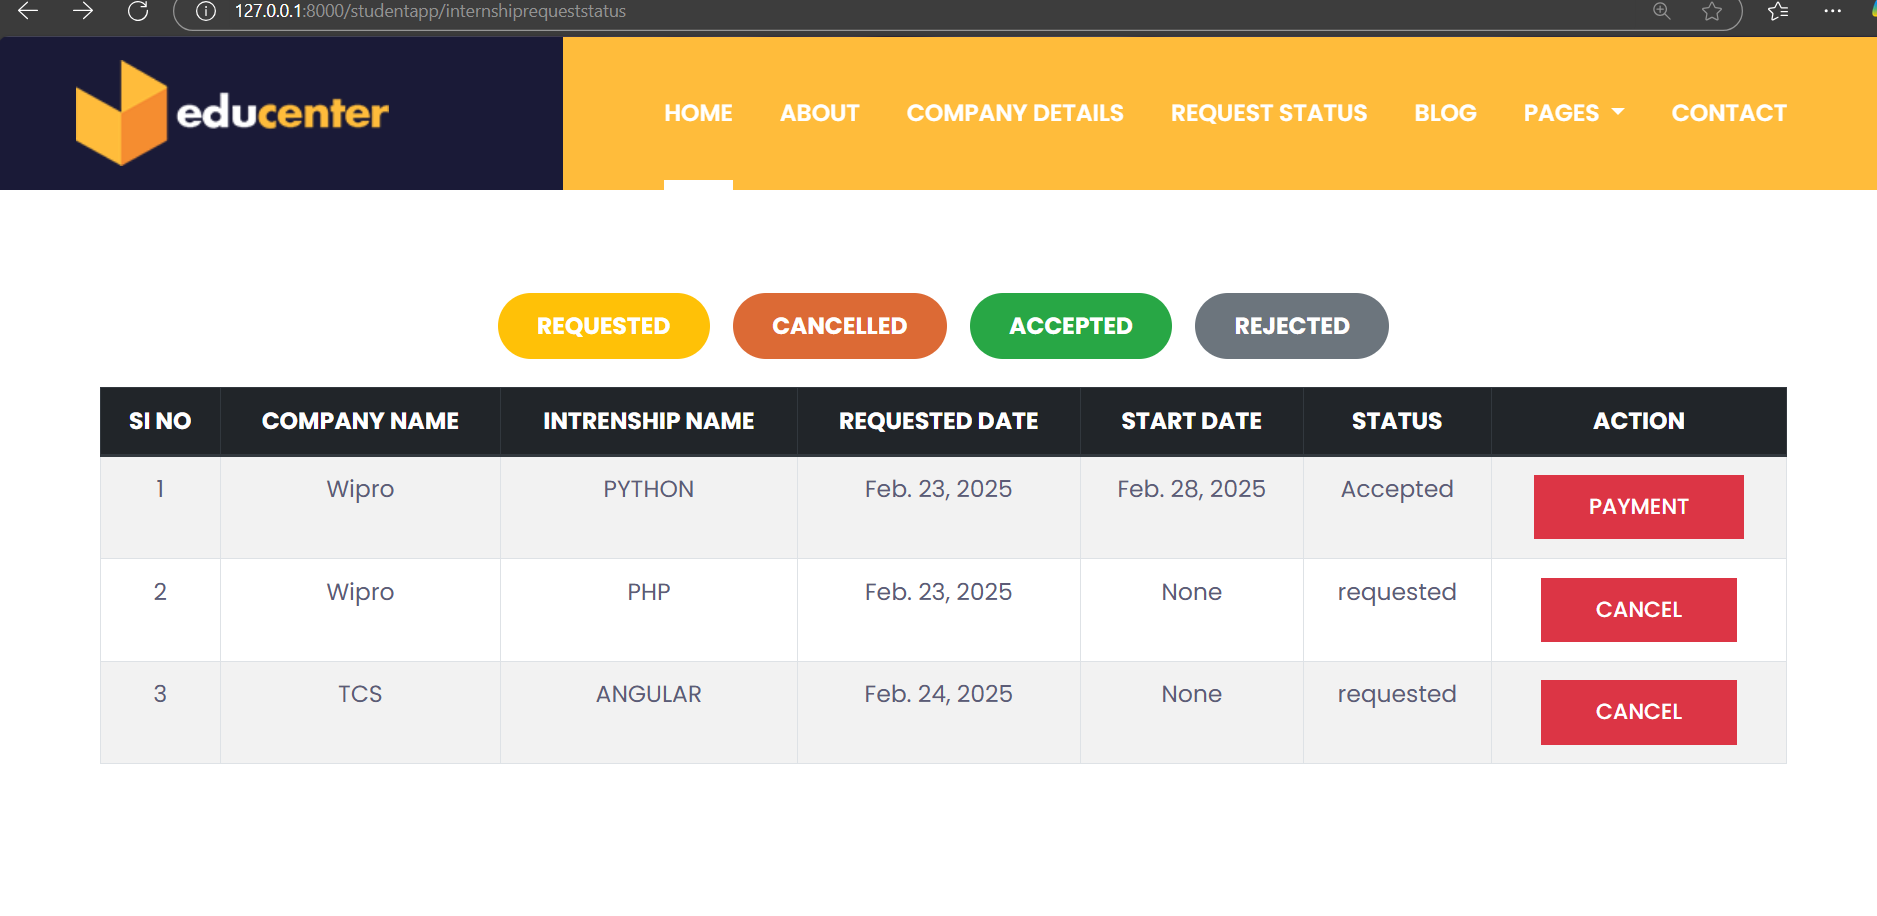 127.0.0.1:8000/studentapp/internshiprequeststatus
educenter HOME ABOUT COMPANY DETAILS REQUEST STATUS BLOG PAGES CONTACT
REQUESTED CANCELLED ACCEPTED REJECTED
SI NO COMPANY NAME INTRENSHIP NAME REQUESTED DATE START DATE STATUS ACTION
1 Wipro PYTHON Feb. 23, 2025 Feb. 28, 2025 Accepted PAYMENT
2 Wipro PHP Feb. 23, 2025 None requested CANCEL
3 TCS ANGULAR Feb. 24, 2025 None requested CANCEL